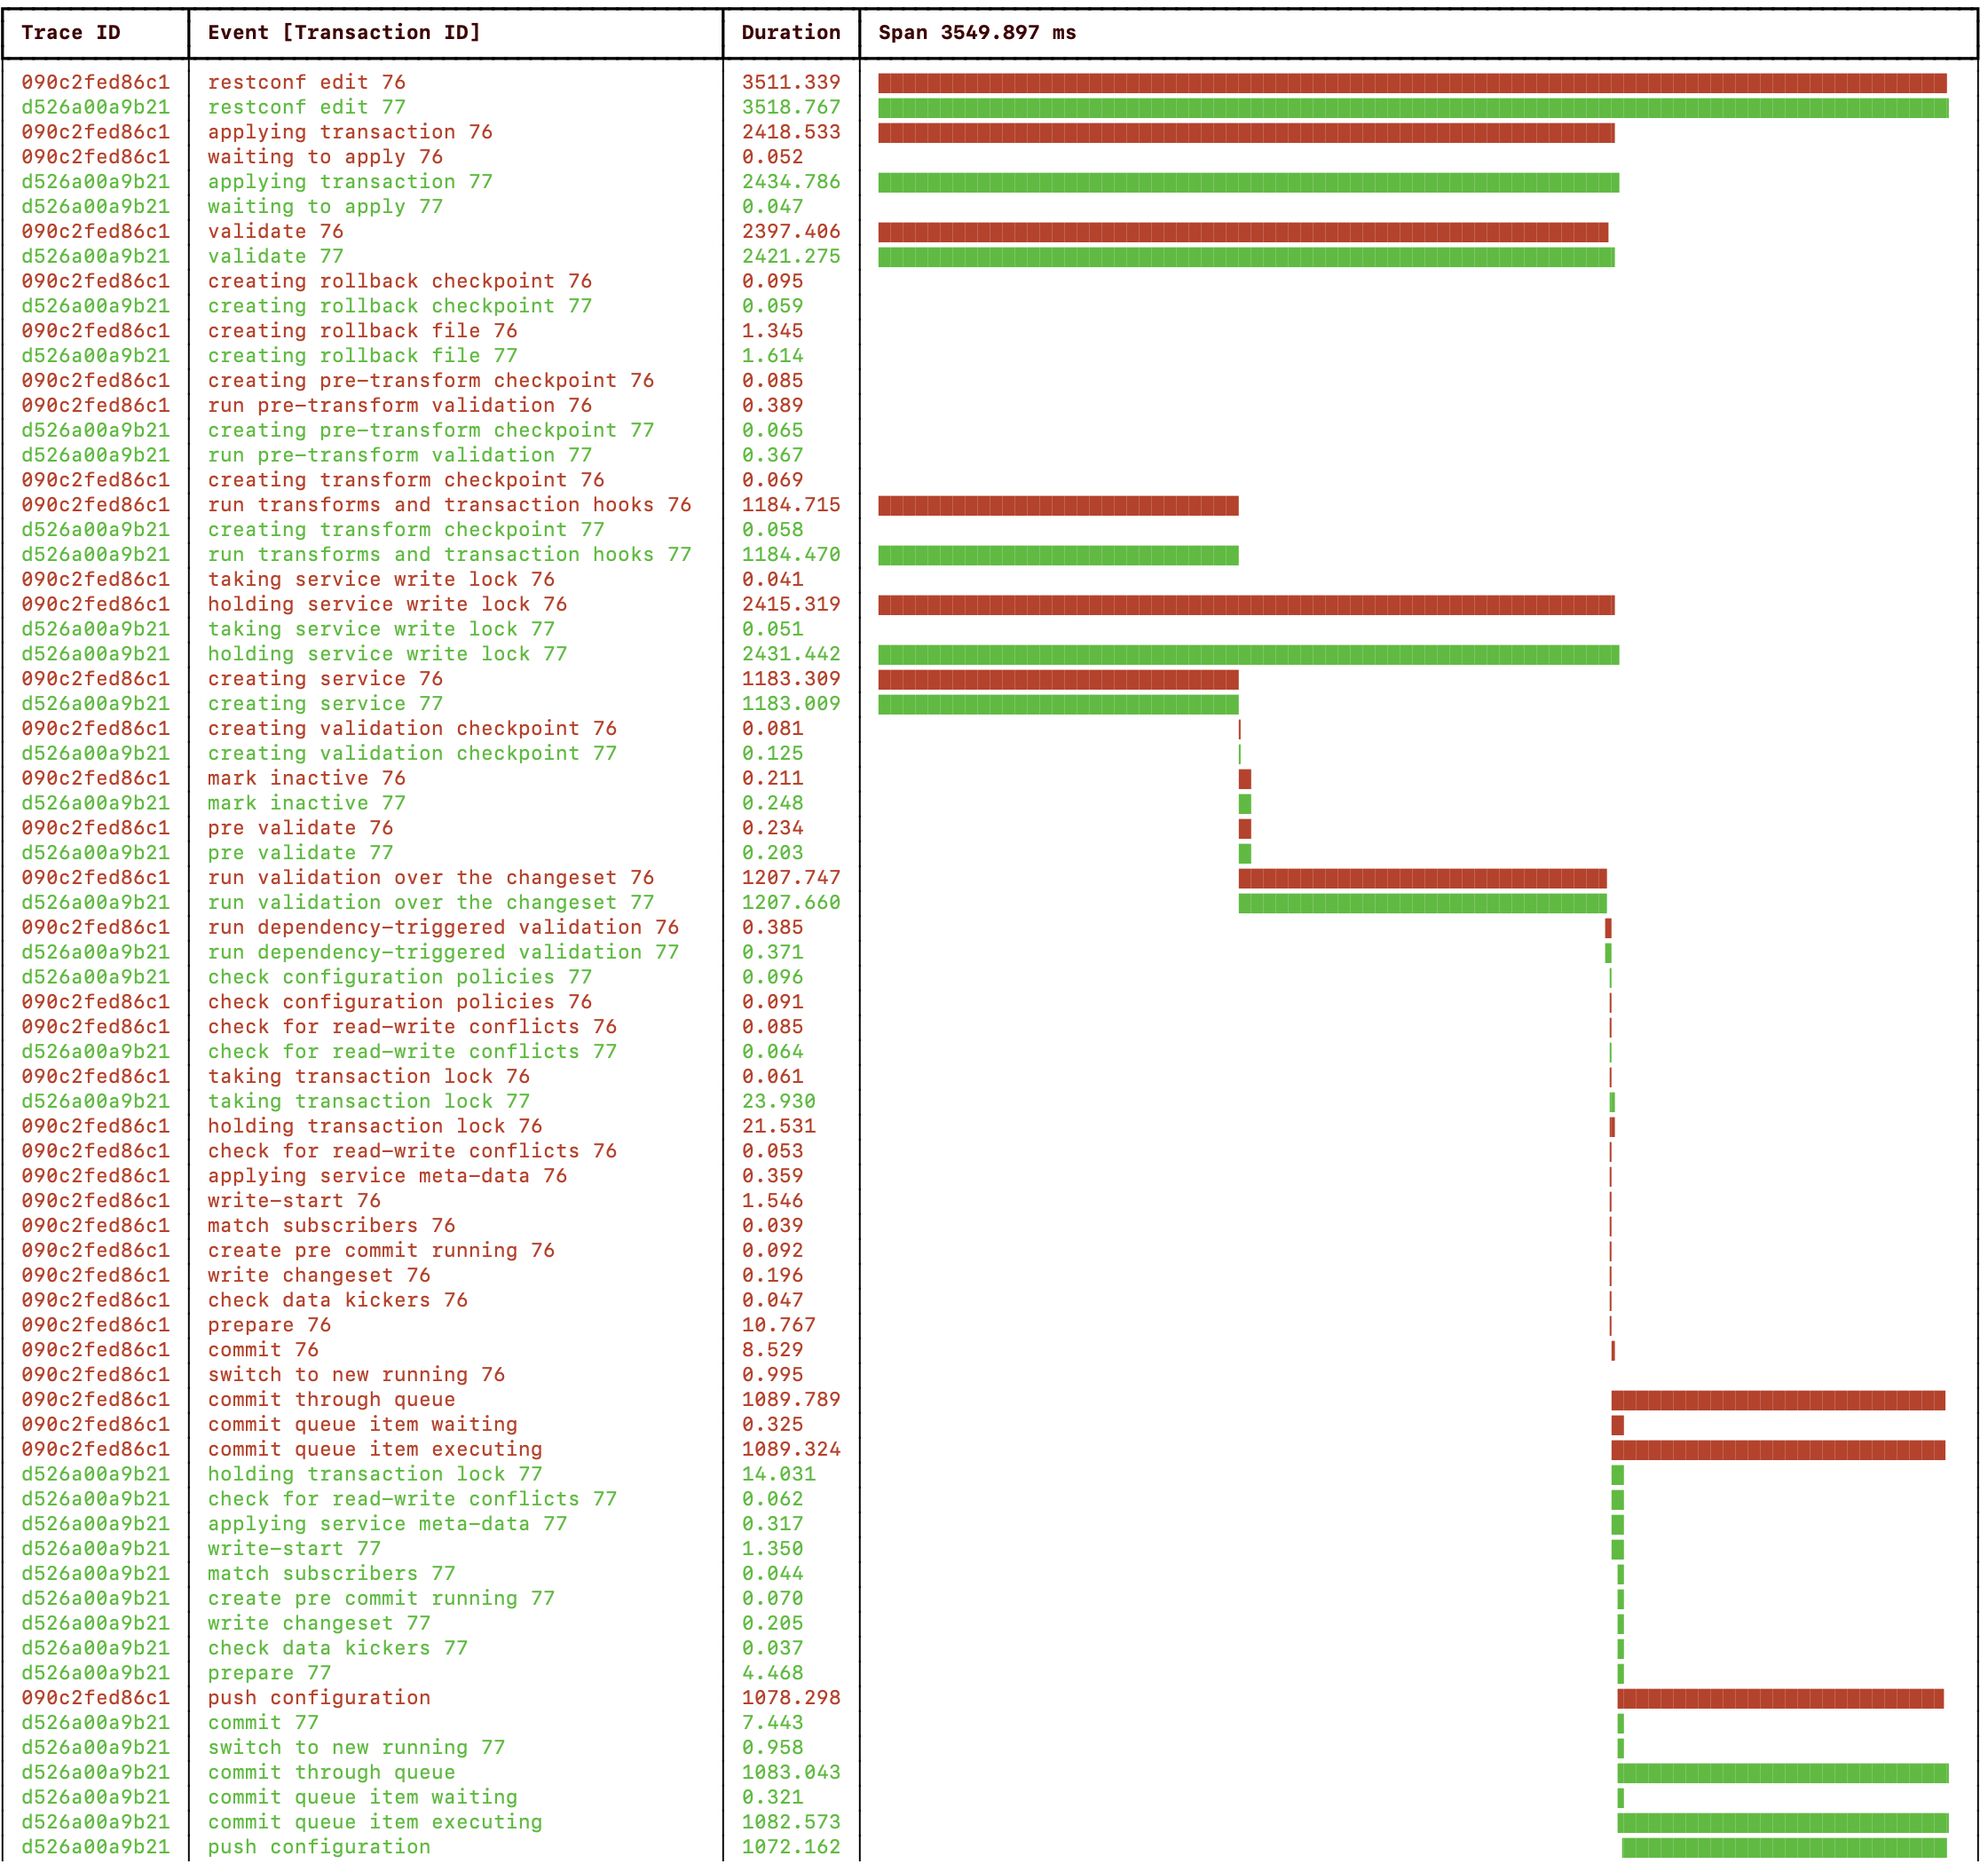 Trace ID Event [Transaction ID] Duration Span 3549.897 ms
090c2fed86c1 restconf edit 76 3511.339
d526a00a9b21 restconf edit 77 3518.767
090c2fed86c1 applying transaction 76 2418.533
090c2fed86c1 waiting to apply 76 0.052
d526a00a9b21 applying transaction 77 2434.786
d526a00a9b21 waiting to apply 77 0.047
090c2fed86c1 validate 76 2397.406
d526a00a9b21 validate 77 2421.275
090c2fed86c1 creating rollback checkpoint 76 0.095
d526a00a9b21 creating rollback checkpoint 77 0.059
090c2fed86c1 creating rollback file 76 1.345
d526a00a9b21 creating rollback file 77 1.614
090c2fed86c1 creating pre-transform checkpoint 76 0.085
090c2fed86c1 run pre-transform validation 76 0.389
d526a00a9b21 creating pre-transform checkpoint 77 0.065
d526a00a9b21 run pre-transform validation 77 0.367
090c2fed86c1 creating transform checkpoint 76 0.069
090c2fed86c1 run transforms and transaction hooks 76 1184.715
d526a00a9b21 creating transform checkpoint 77 0.058
d526a00a9b21 run transforms and transaction hooks 77 1184.470
090c2fed86c1 taking service write lock 76 0.041
090c2fed86c1 holding service write lock 76 2415.319
d526a00a9b21 taking service write lock 77 0.051
d526a00a9b21 holding service write lock 77 2431.442
090c2fed86c1 creating service 76 1183.309
d526a00a9b21 creating service 77 1183.009
090c2fed86c1 creating validation checkpoint 76 0.081
d526a00a9b21 creating validation checkpoint 77 0.125
090c2fed86c1 mark inactive 76 0.211
d526a00a9b21 mark inactive 77 0.248
090c2fed86c1 pre validate 76 0.234
d526a00a9b21 pre validate 77 0.203
090c2fed86c1 run validation over the changeset 76 1207.747
d526a00a9b21 run validation over the changeset 77 1207.660
090c2fed86c1 run dependency-triggered validation 76 0.385
d526a00a9b21 run dependency-triggered validation 77 0.371
d526a00a9b21 check configuration policies 77 0.096
090c2fed86c1 check configuration policies 76 0.091
090c2fed86c1 check for read-write conflicts 76 0.085
d526a00a9b21 check for read-write conflicts 77 0.064
090c2fed86c1 taking transaction lock 76 0.061
d526a00a9b21 taking transaction lock 77 23.930
090c2fed86c1 holding transaction lock 76 21.531
090c2fed86c1 check for read-write conflicts 76 0.053
090c2fed86c1 applying service meta-data 76 0.359
090c2fed86c1 write-start 76 1.546
090c2fed86c1 match subscribers 76 0.039
090c2fed86c1 create pre commit running 76 0.092
090c2fed86c1 write changeset 76 0.196
090c2fed86c1 check data kickers 76 0.047
090c2fed86c1 prepare 76 10.767
090c2fed86c1 commit 76 8.529
090c2fed86c1 switch to new running 76 0.995
090c2fed86c1 commit through queue 1089.789
090c2fed86c1 commit queue item waiting 0.325
090c2fed86c1 commit queue item executing 1089.324
d526a00a9b21 holding transaction lock 77 14.031
d526a00a9b21 check for read-write conflicts 77 0.062
d526a00a9b21 applying service meta-data 77 0.317
d526a00a9b21 write-start 77 1.350
d526a00a9b21 match subscribers 77 0.044
d526a00a9b21 create pre commit running 77 0.070
d526a00a9b21 write changeset 77 0.205
d526a00a9b21 check data kickers 77 0.037
d526a00a9b21 prepare 77 4.468
090c2fed86c1 push configuration 1078.298
d526a00a9b21 commit 77 7.443
d526a00a9b21 switch to new running 77 0.958
d526a00a9b21 commit through queue 1083.043
d526a00a9b21 commit queue item waiting 0.321
d526a00a9b21 commit queue item executing 1082.573
d526a00a9b21 push configuration 1072.162